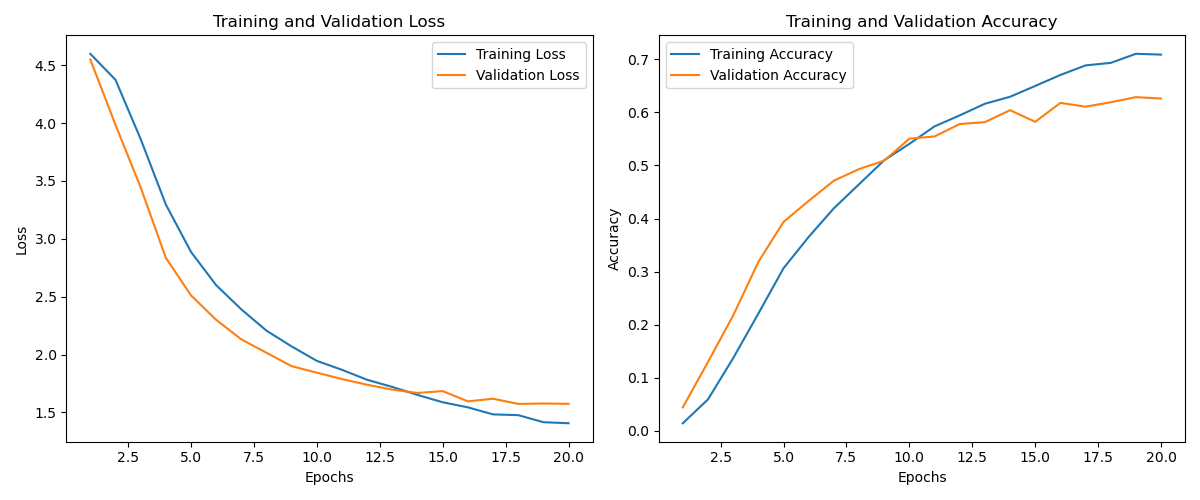 Training and Validation Loss
Training Loss
Validation Loss
Loss
4.5
4.0
3.5
3.0
2.5
2.0
1.5
2.5 5.0 7.5 10.0 12.5 15.0 17.5 20.0
Epochs
Training and Validation Accuracy
Training Accuracy
Validation Accuracy
Accuracy
0.7
0.6
0.5
0.4
0.3
0.2
0.1
0.0
2.5 5.0 7.5 10.0 12.5 15.0 17.5 20.0
Epochs